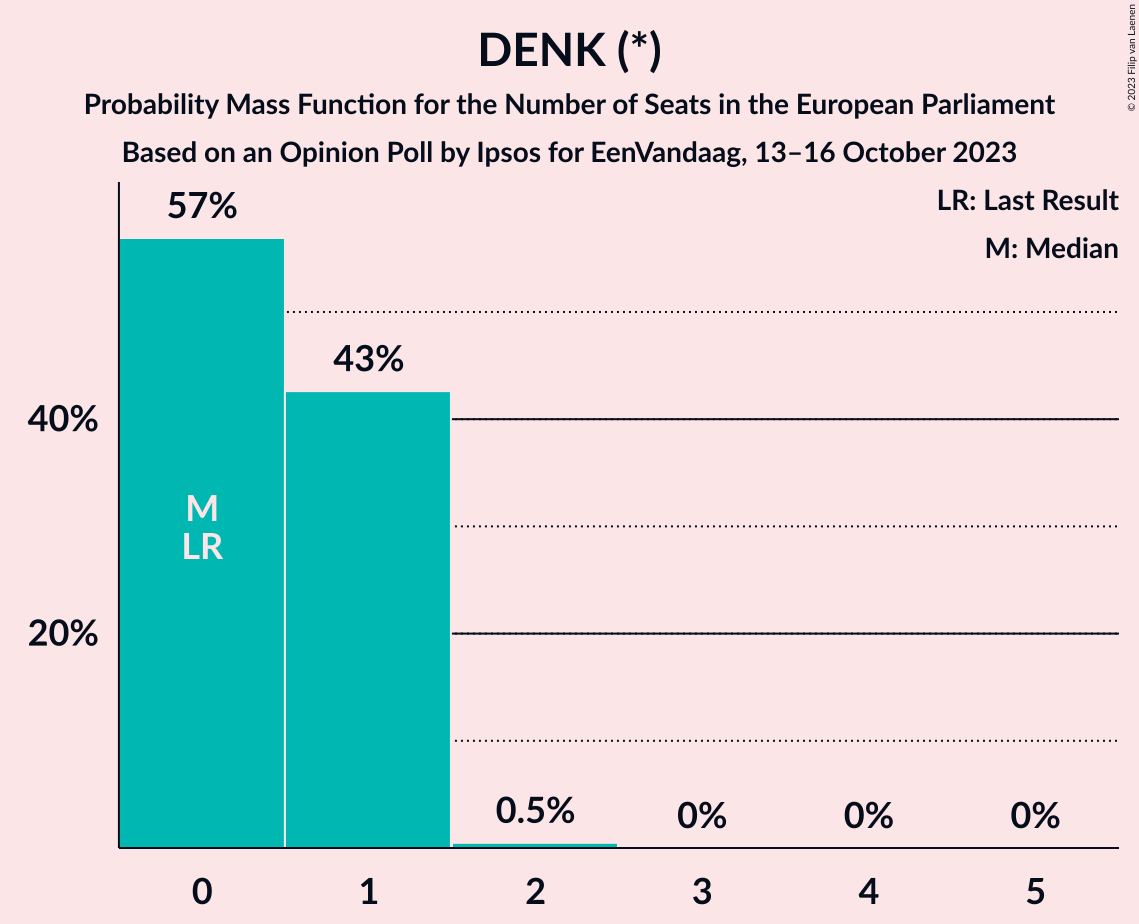 DENK (*)
Probability Mass Function for the Number of Seats in the European Parliament
Based on an Opinion Poll by Ipsos for EenVandaag, 13–16 October 2023
© 2023 Filip van Laenen
LR: Last Result
M: Median
57%
43%
40%
M
LR
20%
0.5%
0%
0%
0%
0
1
2
3
4
5